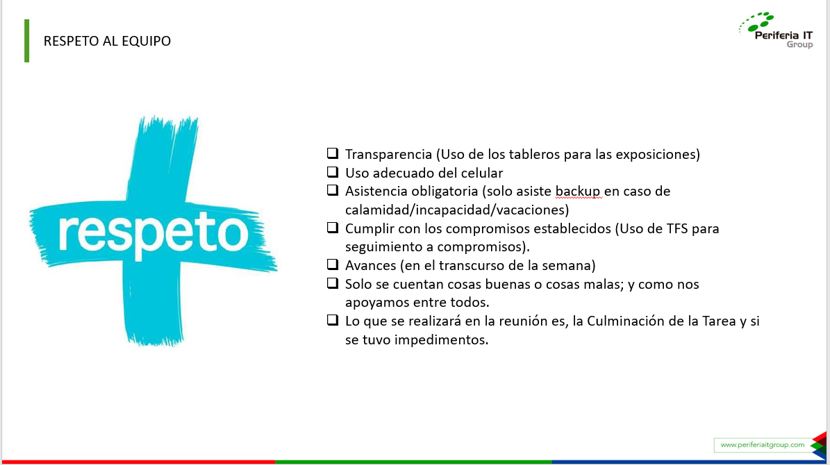 RESPETO AL EQUIPO
Periferia IT
Group
respeto
❑ Transparencia (Uso de los tableros para las exposiciones)
❑ Uso adecuado del celular
❑ Asistencia obligatoria (solo asiste backup en caso de
calamidad/incapacidad/vacaciones)
❑ Cumplir con los compromisos establecidos (Uso de TFS para
seguimiento a compromisos).
❑ Avances (en el transcurso de la semana)
❑ Solo se cuentan cosas buenas o cosas malas; y como nos
apoyamos entre todos.
❑ Lo que se realizará en la reunión es, la Culminación de la Tarea y si
se tuvo impedimentos.
www.periferiaitgroup.com